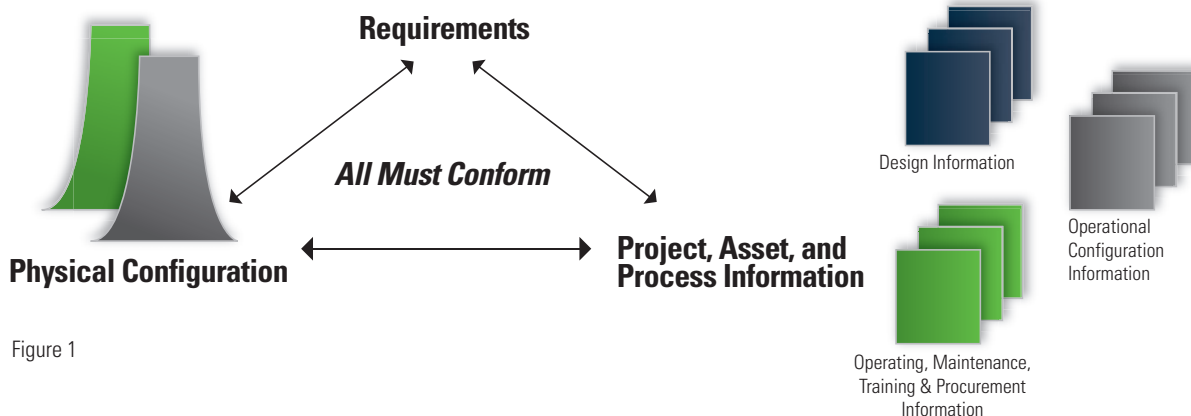 Requirements
All Must Conform
Physical Configuration
Project, Asset, and
Process Information
Design Information
Operational
Configuration
Information
Operating, Maintenance,
Training & Procurement
Information
Figure 1